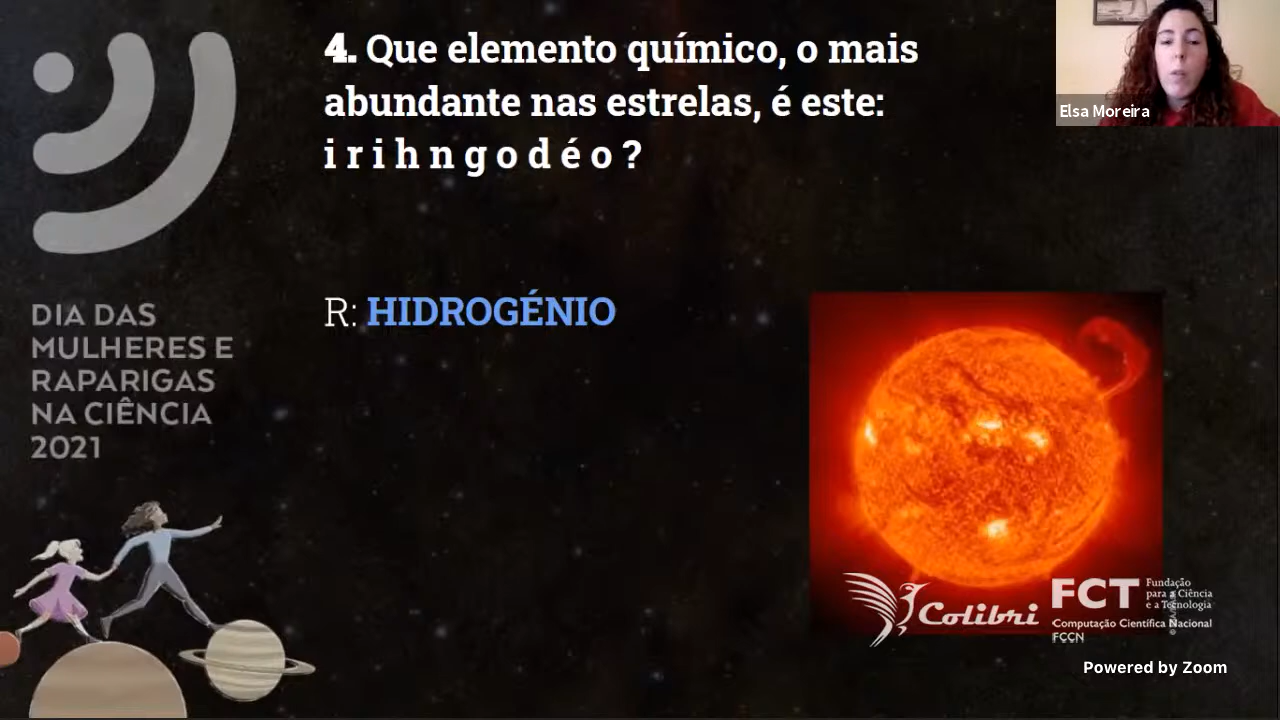 4. Que elemento químico, o mais
abundante nas estrelas, é este:
i r i h n g o d é o ?
R: HIDROGÉNIO
DIA DAS
MULHERES E
RAPARIGAS
NA CIÊNCIA
2021
Elsa Moreira
Colibri
FCT
Fundação
para a Ciência
e a Tecnologia
Computação Científica Nacional
FCCN
Powered by Zoom